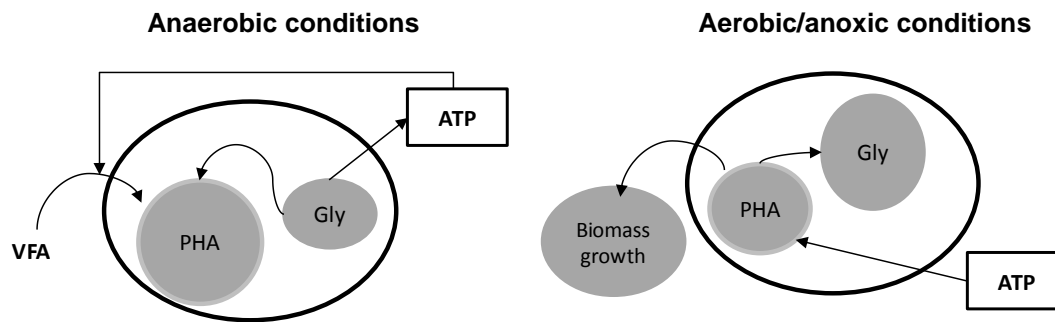 Anaerobic conditions
ATP
Gly
PHA
VFA
Aerobic/anoxic conditions
Gly
PHA
Biomass
growth
ATP